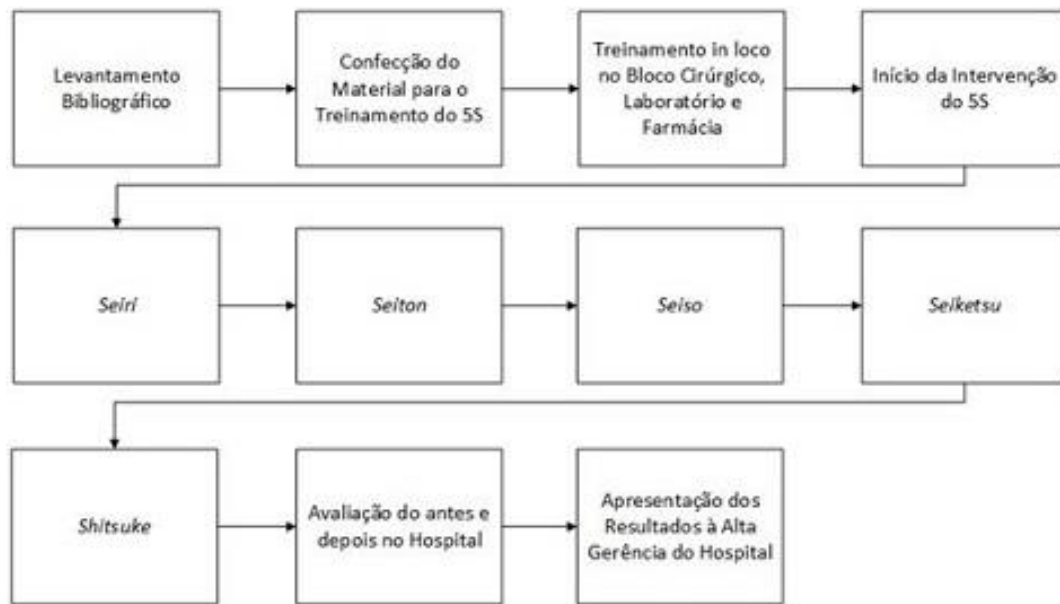 Levantamento
Bibliográfico
Confecção do
Material para o
Treinamento do 5S
Treinamento in loco
no Bloco Cirúrgico,
Laboratório e
Farmácia
Início da Intervenção
do 5S
Seiri
Seiton
Seiso
Seiketsu
Shitsuke
Avaliação do antes e
depois no Hospital
Apresentação dos
Resultados à Alta
Gerência do Hospital